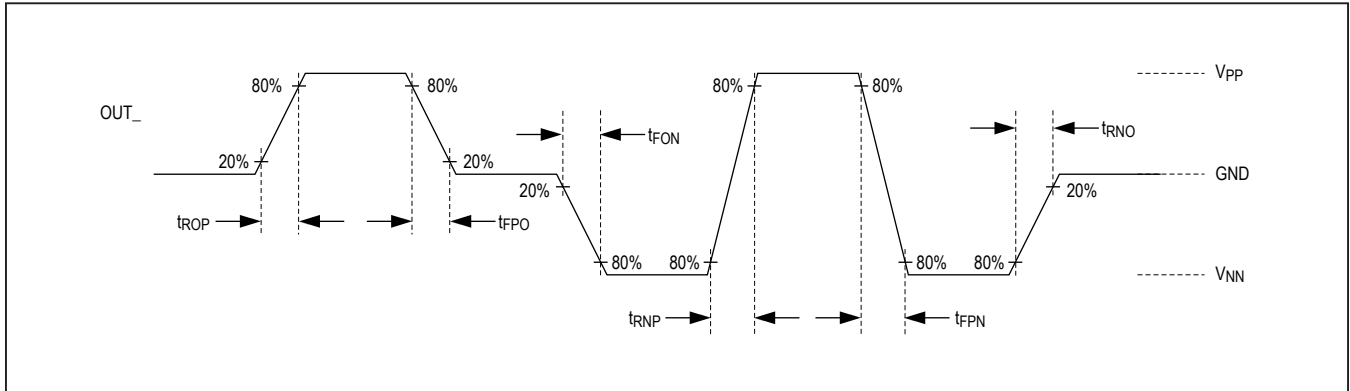 VPP
80% 80% 80% 80%
OUT_
tFON tRNO
20% 20% GND
20% 20%
tROP tFPO
80% 80% 80% 80%
VNN
tRNP tFPN